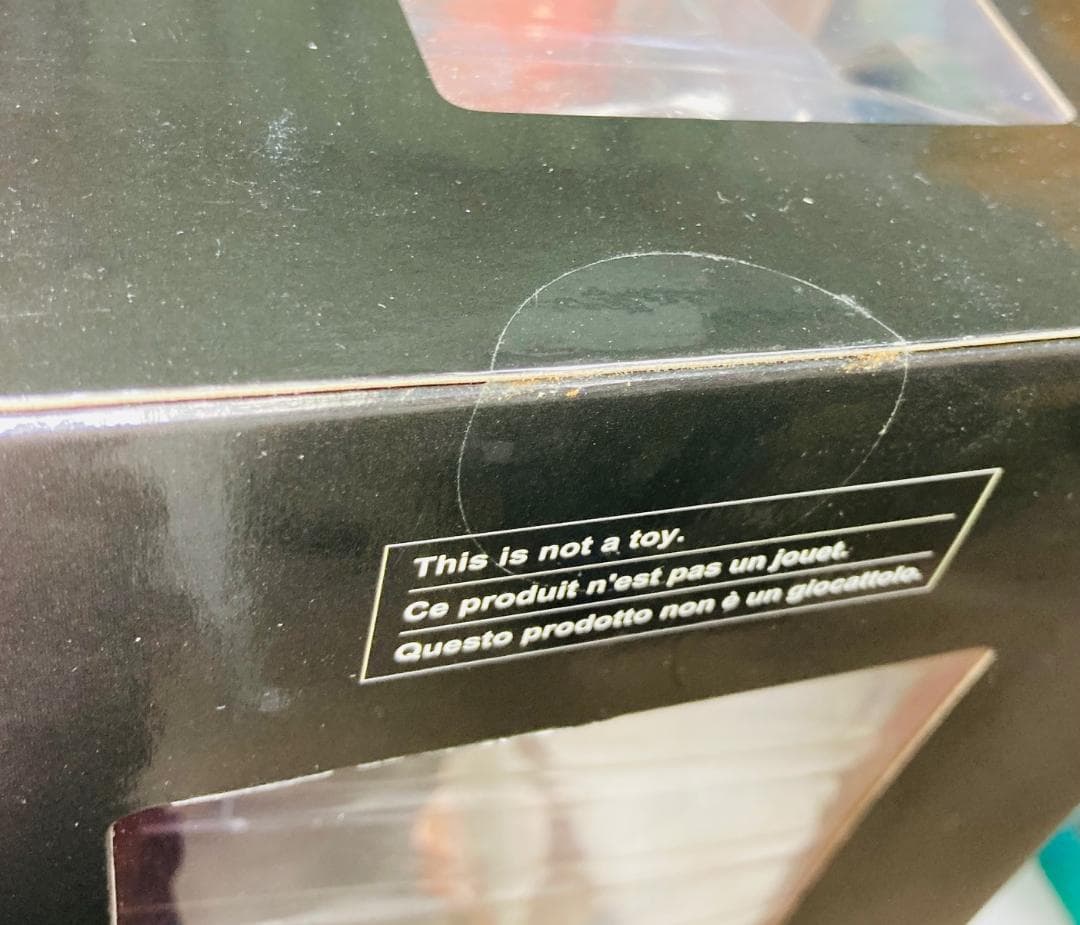 This is not a toy.
Ce produit n'est pas un jouet.
Questo prodotto non è un giocattolo.